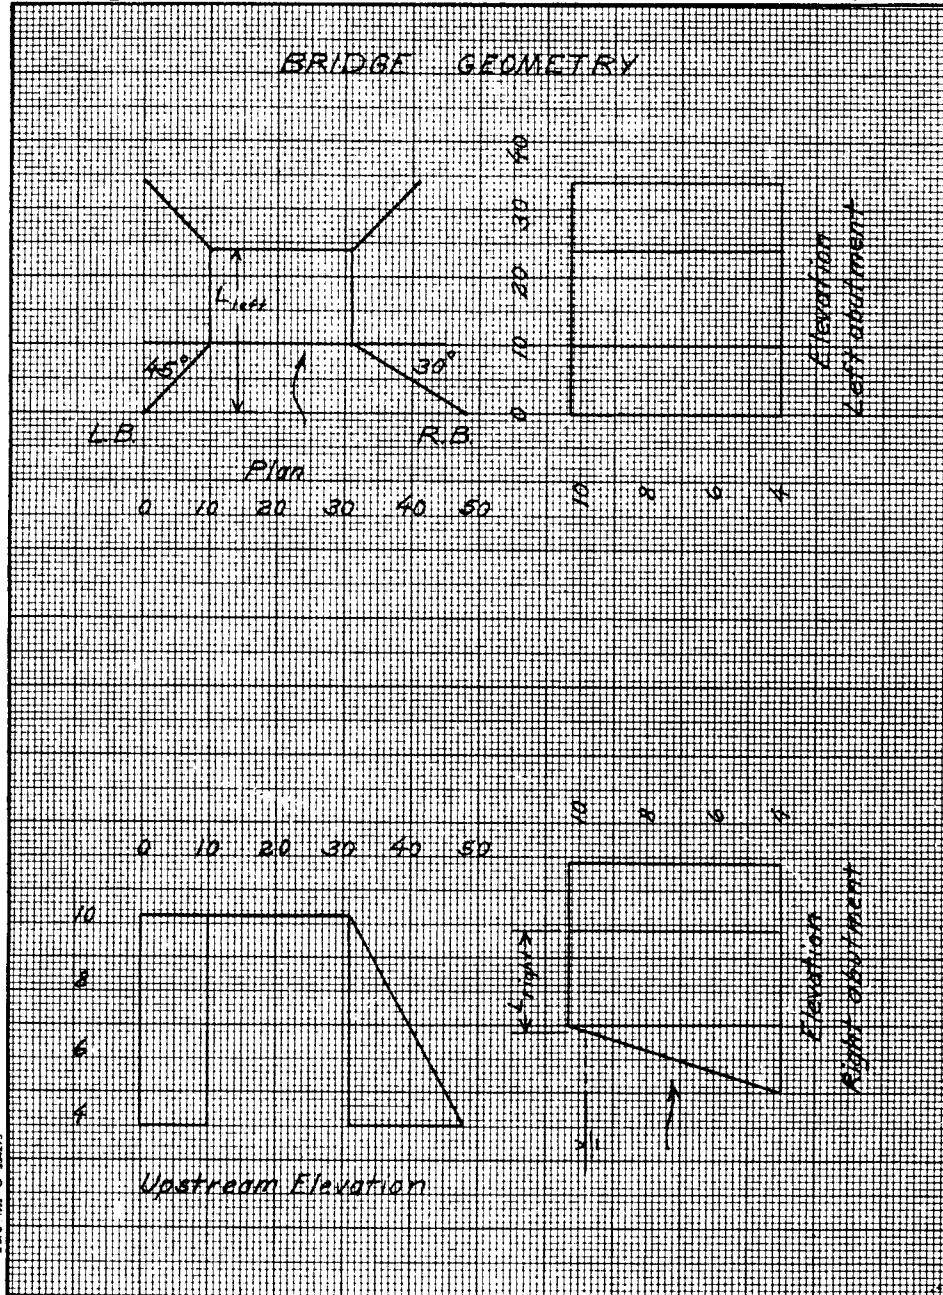 BRIDGE GEOMETRY
L left
45°
30°
L.B.
R.B.
Plan
0 10 20 30 40 50
0 10 20 30 40
10 8 6 4
Elevation
Left abutment
0 10 20 30 40 50
10
8
6
4
Upstream Elevation
10 8 6 4
L right
Elevation
Right abutment